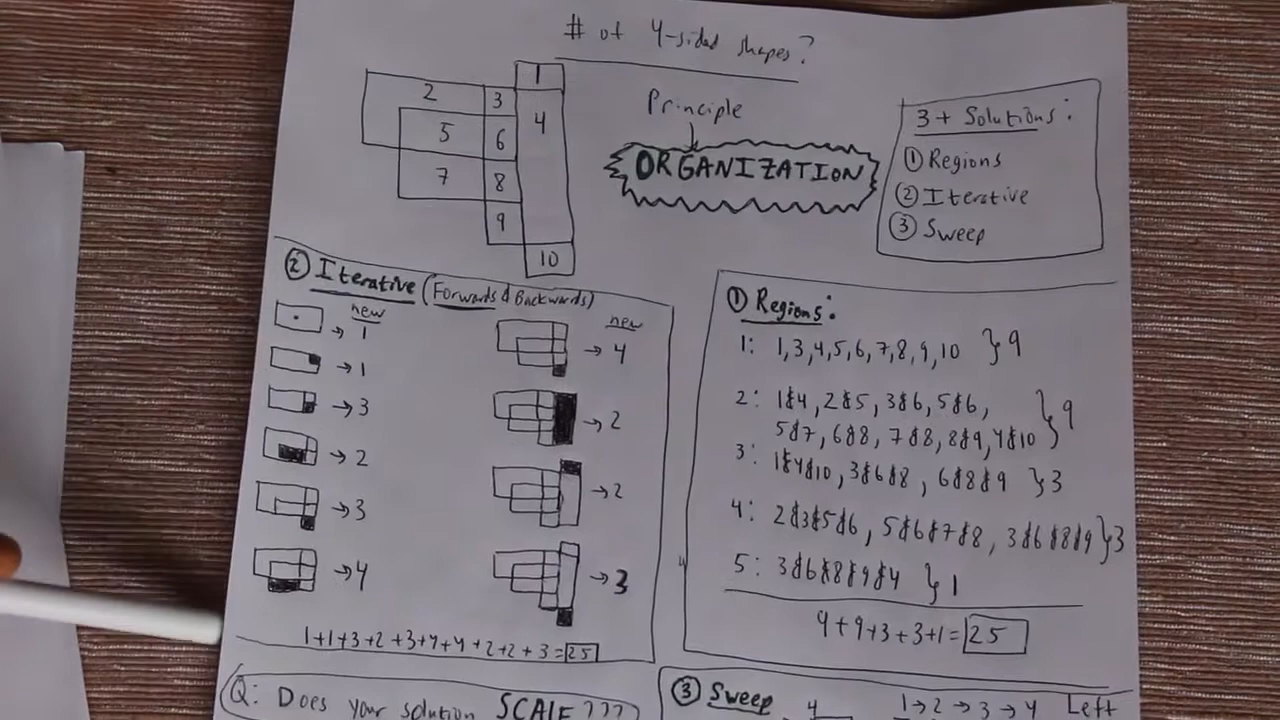 # of 4-sided shapes?
1
2
3
4
5
6
7
8
9
10
Principle
ORGANIZATION
3+ Solutions:
① Regions
② Iterative
③ Sweep
② Iterative (Forwards & Backwards)
new
→ 1
→ 1
→ 3
→ 2
→ 3
→ 4
new
→ 4
→ 2
→ 2
→ 3
1+1+3+2+3+4+4+2+2+3=25
① Regions:
1: 1,3,4,5,6,7,8,9,10 } 9
2: 1&4, 2&5, 3&6, 5&6,
5&7, 6&8, 7&8, 8&9, 4&10 } 9
3: 1&4&10, 3&6&8, 6&8&9 } 3
4: 2&3&5&6, 5&6&7&8, 3&6&8&9 } 3
5: 3&6&8&9&4 } 1
9+9+3+3+1=25
Q: Does your solution SCALE???
③ Sweep
4
1→2→3→4 Left